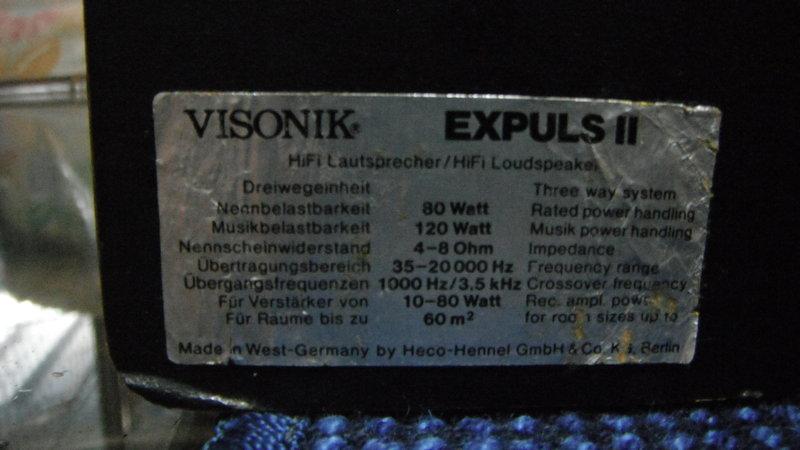 VISONIK® EXPULS II
HiFi Lautsprecher/HiFi Loudspeaker
Dreiwegeinheit Three way system
Nennbelastbarkeit 80 Watt Rated power handling
Musikbelastbarkeit 120 Watt Musik power handling
Nennscheinwiderstand 4-8 Ohm Impedance
Übertragungsbereich 35-20 000 Hz Frequency range
Übergangsfrequenzen 1000 Hz/3,5 kHz Crossover frequency
Für Verstärker von 10-80 Watt Rec. ampl. power
Für Räume bis zu 60 m² for room sizes up to
Made in West-Germany by Heco-Hennel GmbH & Co. Berlin